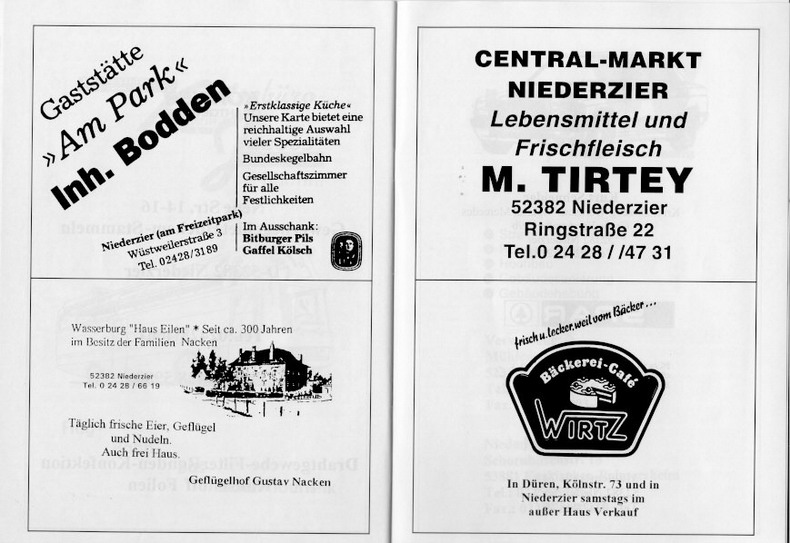 Gaststätte
»Am Park«
Inh. Bodden
Niederzier (am Freizeitpark)
Wüstweilerstraße 3
Tel. 02428/3189
»Erstklassige Küche«
Unsere Karte bietet eine
reichhaltige Auswahl
vieler Spezialitäten
Bundeskegelbahn
Gesellschaftszimmer
für alle
Festlichkeiten
Im Ausschank:
Bitburger Pils
Gaffel Kölsch
Wasserburg "Haus Eilen" * Seit ca. 300 Jahren
im Besitz der Familien Nacken
52382 Niederzier
Tel. 0 24 28 / 66 19
Täglich frische Eier, Geflügel
und Nudeln.
Auch frei Haus.
Geflügelhof Gustav Nacken
CENTRAL-MARKT
NIEDERZIER
Lebensmittel und
Frischfleisch
M. TIRTEY
52382 Niederzier
Ringstraße 22
Tel.0 24 28 / /47 31
frisch u. lecker, weil vom Bäcker...
Bäckerei-Café
WIRTZ
In Düren, Kölnstr. 73 und in
Niederzier samstags im
außer Haus Verkauf